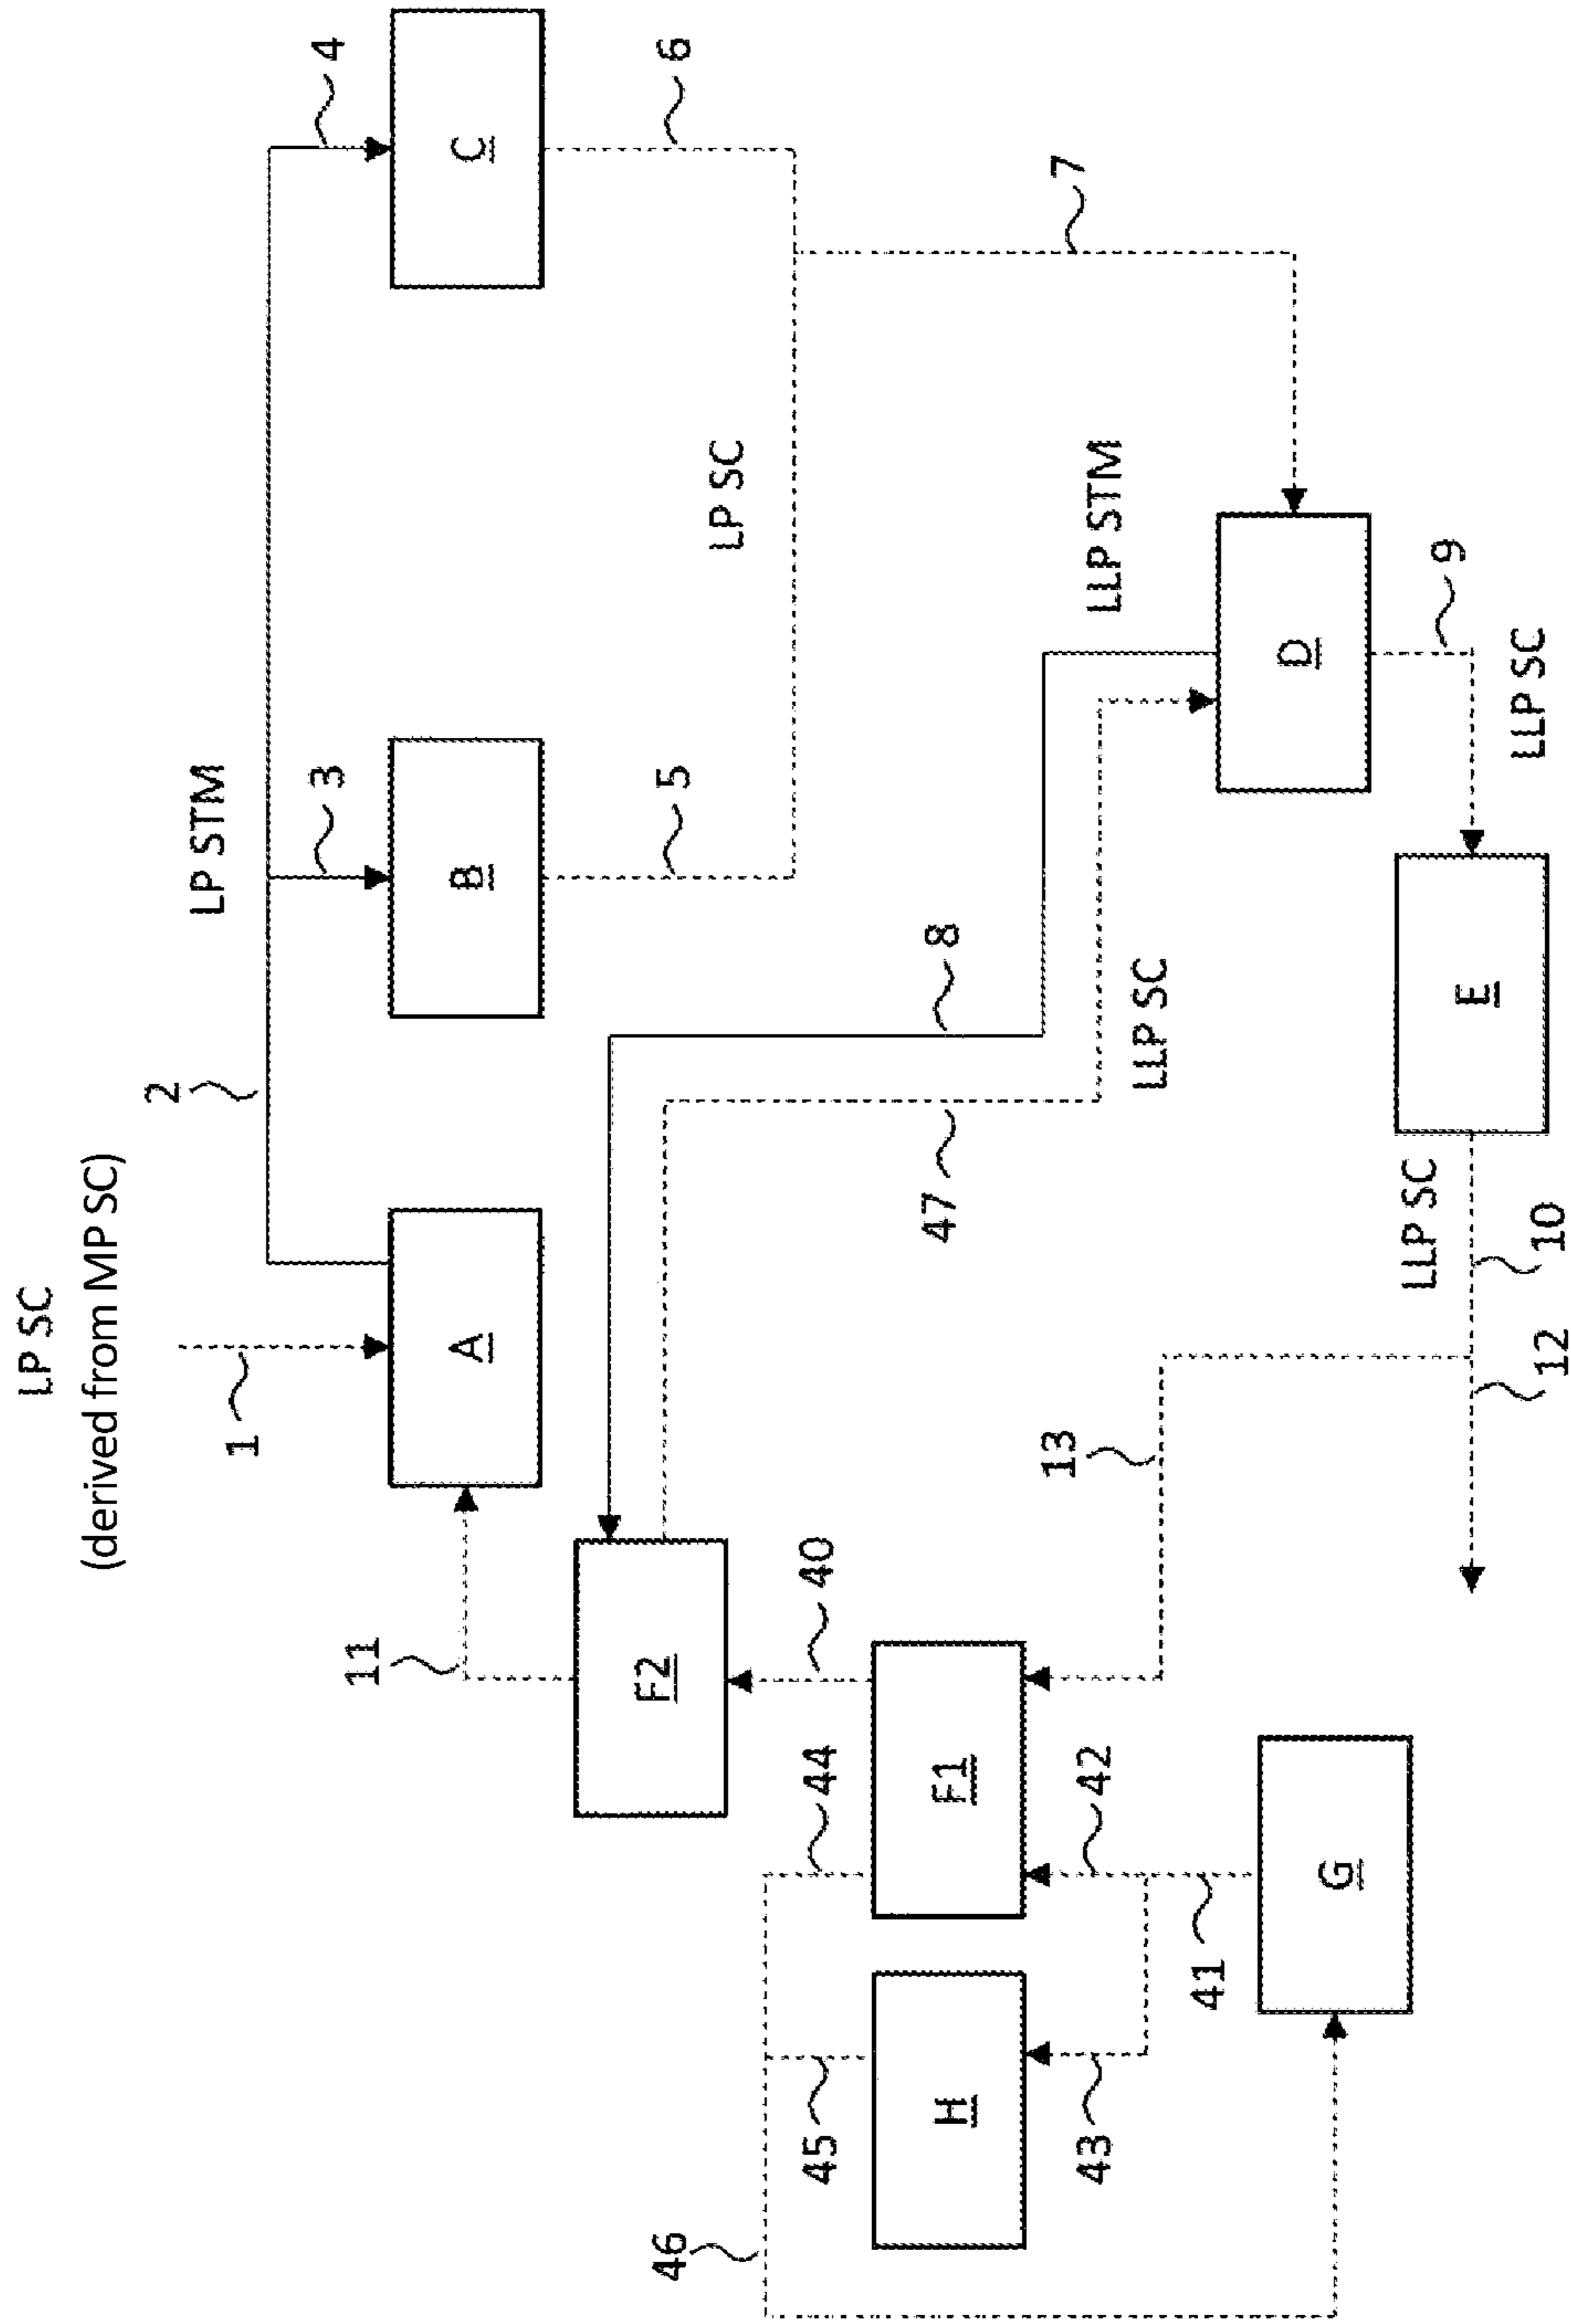 LP SC
(derived from MP SC)
1
2
LP STM
3
4
A
B
C
11
5
6
F2
LP SC
44
40
47
8
LLP STM
7
F1
LLP SC
H
45
43
42
13
46
41
G
D
9
LLP SC
E
LLP SC
10
12